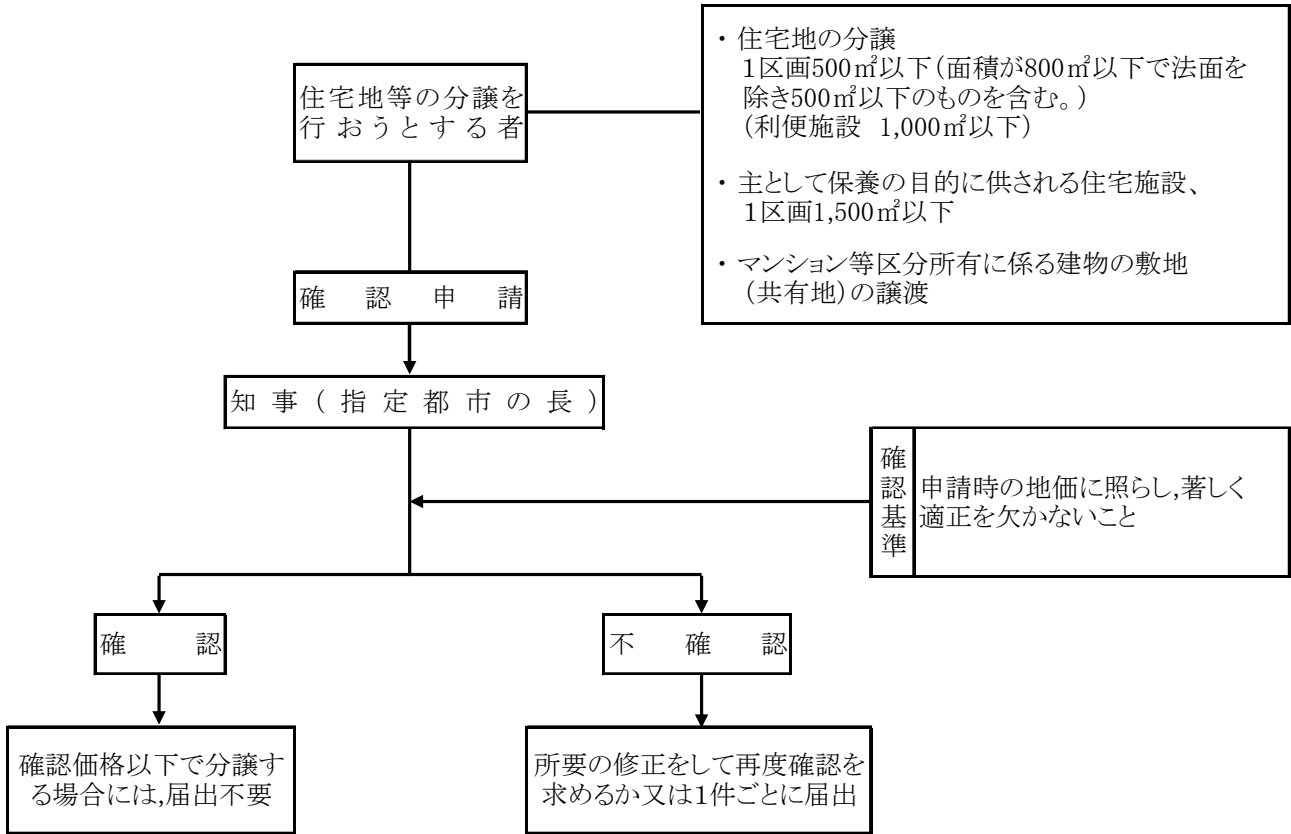 住宅地等の分譲を
行おうとする者
・ 住宅地の分譲
1区画500㎡以下(面積が800㎡以下で法面を
除き500㎡以下のものを含む。)
(利便施設 1,000㎡以下)
・ 主として保養の目的に供される住宅施設、
1区画1,500㎡以下
・ マンション等区分所有に係る建物の敷地
(共有地)の譲渡
確認申請
知事(指定都市の長)
確認基準
申請時の地価に照らし,著しく
適正を欠かないこと
確認
不確認
確認価格以下で分譲す
る場合には,届出不要
所要の修正をして再度確認を
求めるか又は1件ごとに届出